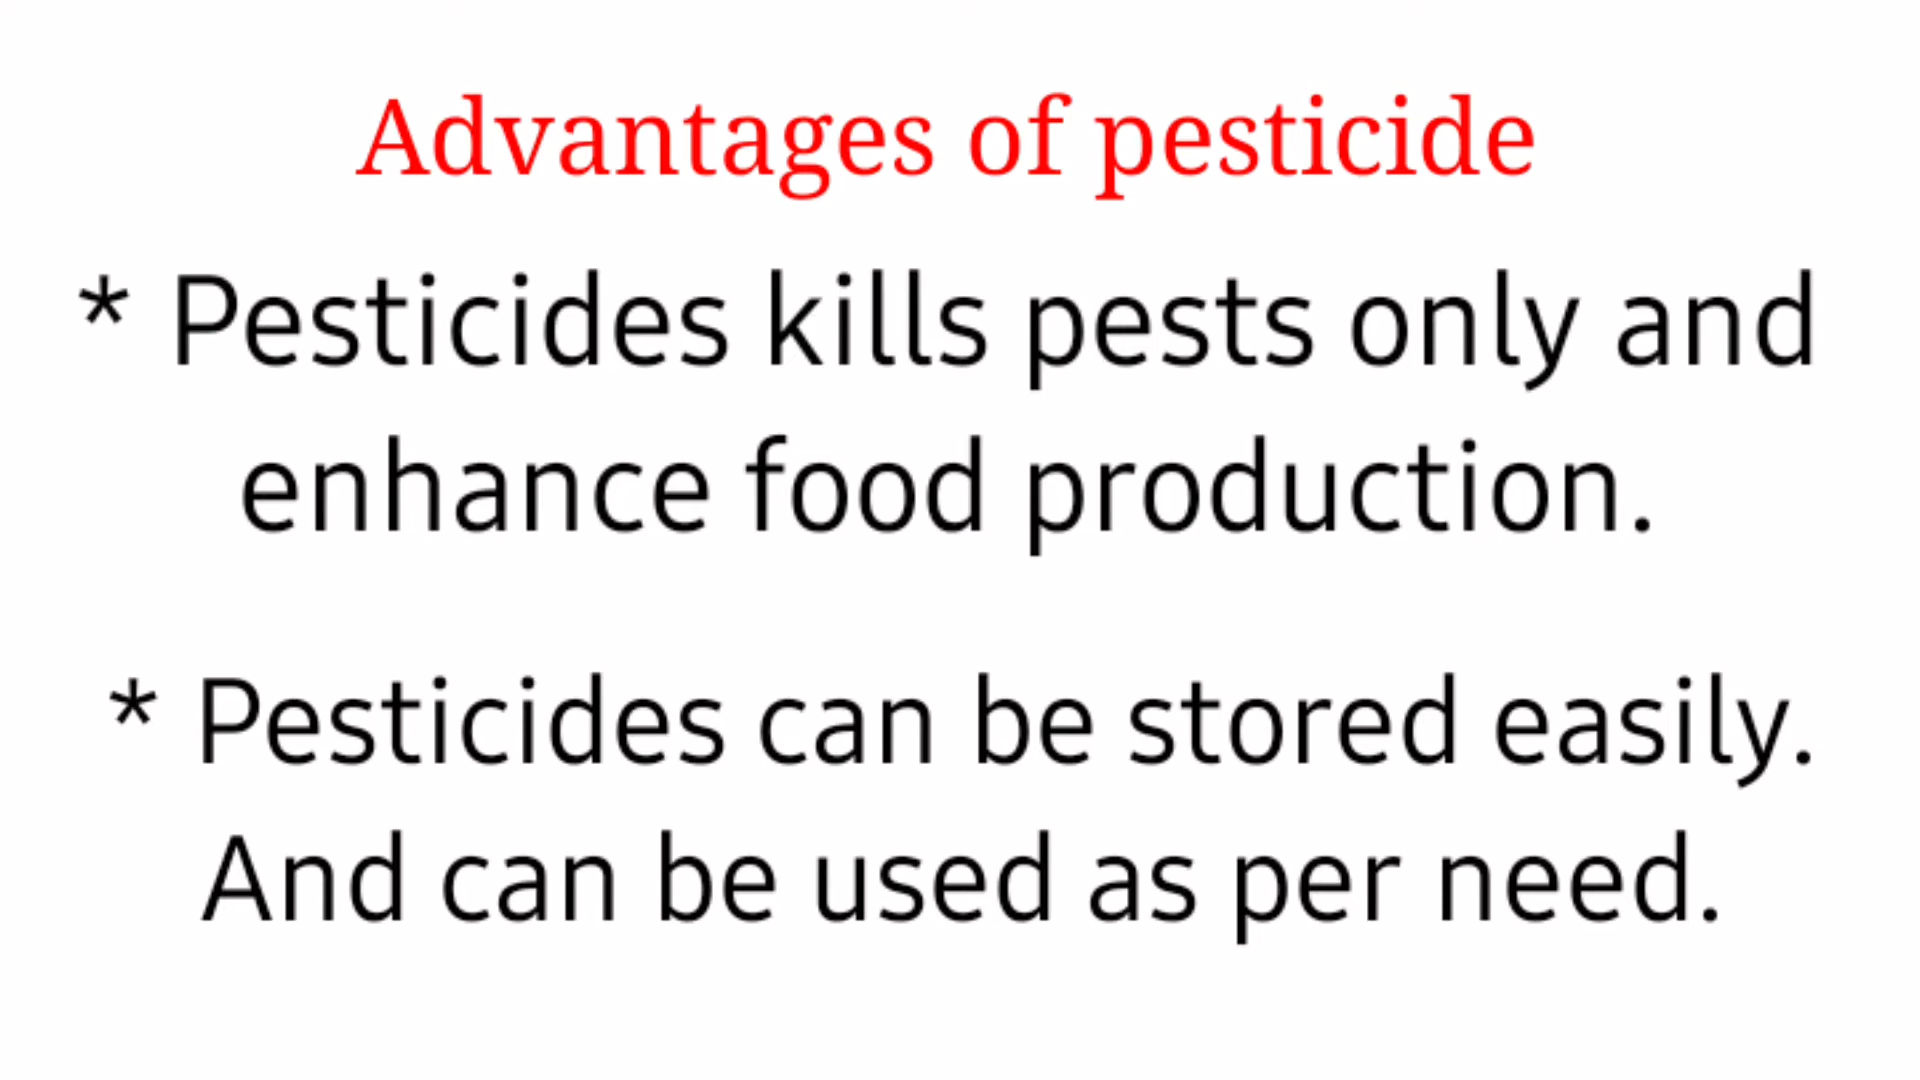 Advantages of pesticide
* Pesticides kills pests only and
enhance food production.
* Pesticides can be stored easily.
And can be used as per need.